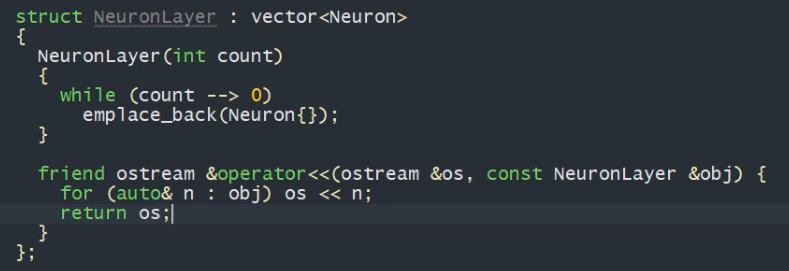 struct NeuronLayer : vector<Neuron>
{
  NeuronLayer(int count)
  {
    while (count --> 0)
      emplace_back(Neuron{});
  }

  friend ostream &operator<<(ostream &os, const NeuronLayer &obj) {
    for (auto& n : obj) os << n;
    return os;
  }
};